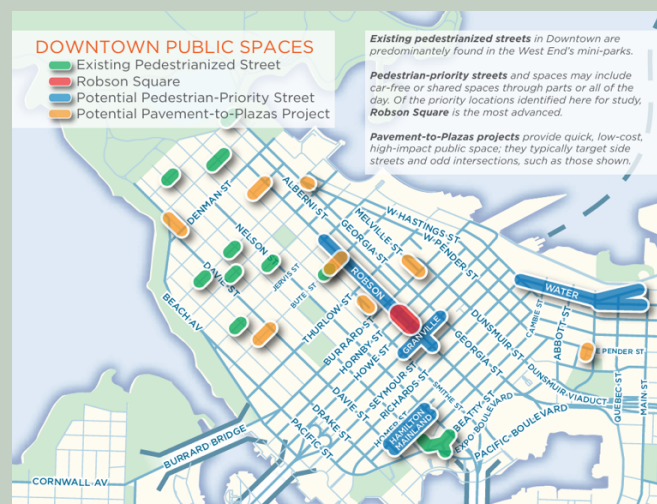 DOWNTOWN PUBLIC SPACES
Existing Pedestrianized Street
Robson Square
Potential Pedestrian-Priority Street
Potential Pavement-to-Plazas Project
Existing pedestrianized streets in Downtown are
predominantely found in the West End's mini-parks.
Pedestrian-priority streets and spaces may include
car-free or shared spaces through parts or all of the
day. Of the priority locations identified here for study,
Robson Square is the most advanced.
Pavement-to-Plazas projects provide quick, low-cost,
high-impact public space; they typically target side
streets and odd intersections, such as those shown.
DENMAN-ST
ALBERNI-ST
GEORGIA-ST
MELVILLE-ST
W-HASTINGS-ST
W-PENDER-ST
NELSON-ST
DAVIE-ST
BEACH AV
JERVIS ST
BUTE-ST
ROBSON
THURLOW-ST
BURRARD-ST
HORNBY-ST
HOWE-ST
GRANVILLE
WATER
CAMBIE-ST
ABBOTT-ST
E PENDER ST
DUNSMUIR-ST
GEORGIA-ST
DUNSMUIR-VIADUCT
QUEBEC-ST
MAIN-ST
SEYMOUR-ST
RICHARDS-ST
SMITHE-ST
HOMER-ST
HAMILTON
MAINLAND
BEATTY-ST
EXPO-BOULEVARD
PACIFIC-BOULEVARD
DAVIE-ST
DRAKE-ST
PACIFIC-ST
BURRARD BRIDGE
CORNWALL-AV